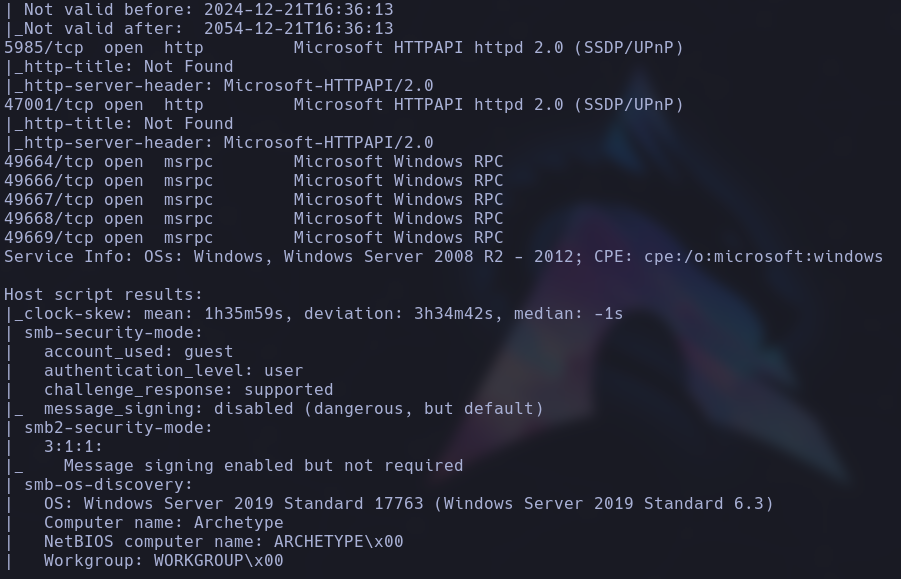 | Not valid before: 2024-12-21T16:36:13
|_Not valid after:  2054-12-21T16:36:13
5985/tcp  open  http         Microsoft HTTPAPI httpd 2.0 (SSDP/UPnP)
|_http-title: Not Found
|_http-server-header: Microsoft-HTTPAPI/2.0
47001/tcp open  http         Microsoft HTTPAPI httpd 2.0 (SSDP/UPnP)
|_http-title: Not Found
|_http-server-header: Microsoft-HTTPAPI/2.0
49664/tcp open  msrpc        Microsoft Windows RPC
49666/tcp open  msrpc        Microsoft Windows RPC
49667/tcp open  msrpc        Microsoft Windows RPC
49668/tcp open  msrpc        Microsoft Windows RPC
49669/tcp open  msrpc        Microsoft Windows RPC
Service Info: OSs: Windows, Windows Server 2008 R2 - 2012; CPE: cpe:/o:microsoft:windows

Host script results:
|_clock-skew: mean: 1h35m59s, deviation: 3h34m42s, median: -1s
| smb-security-mode:
|   account_used: guest
|   authentication_level: user
|   challenge_response: supported
|_  message_signing: disabled (dangerous, but default)
| smb2-security-mode:
|   3:1:1:
|_    Message signing enabled but not required
| smb-os-discovery:
|   OS: Windows Server 2019 Standard 17763 (Windows Server 2019 Standard 6.3)
|   Computer name: Archetype
|   NetBIOS computer name: ARCHETYPE\x00
|   Workgroup: WORKGROUP\x00